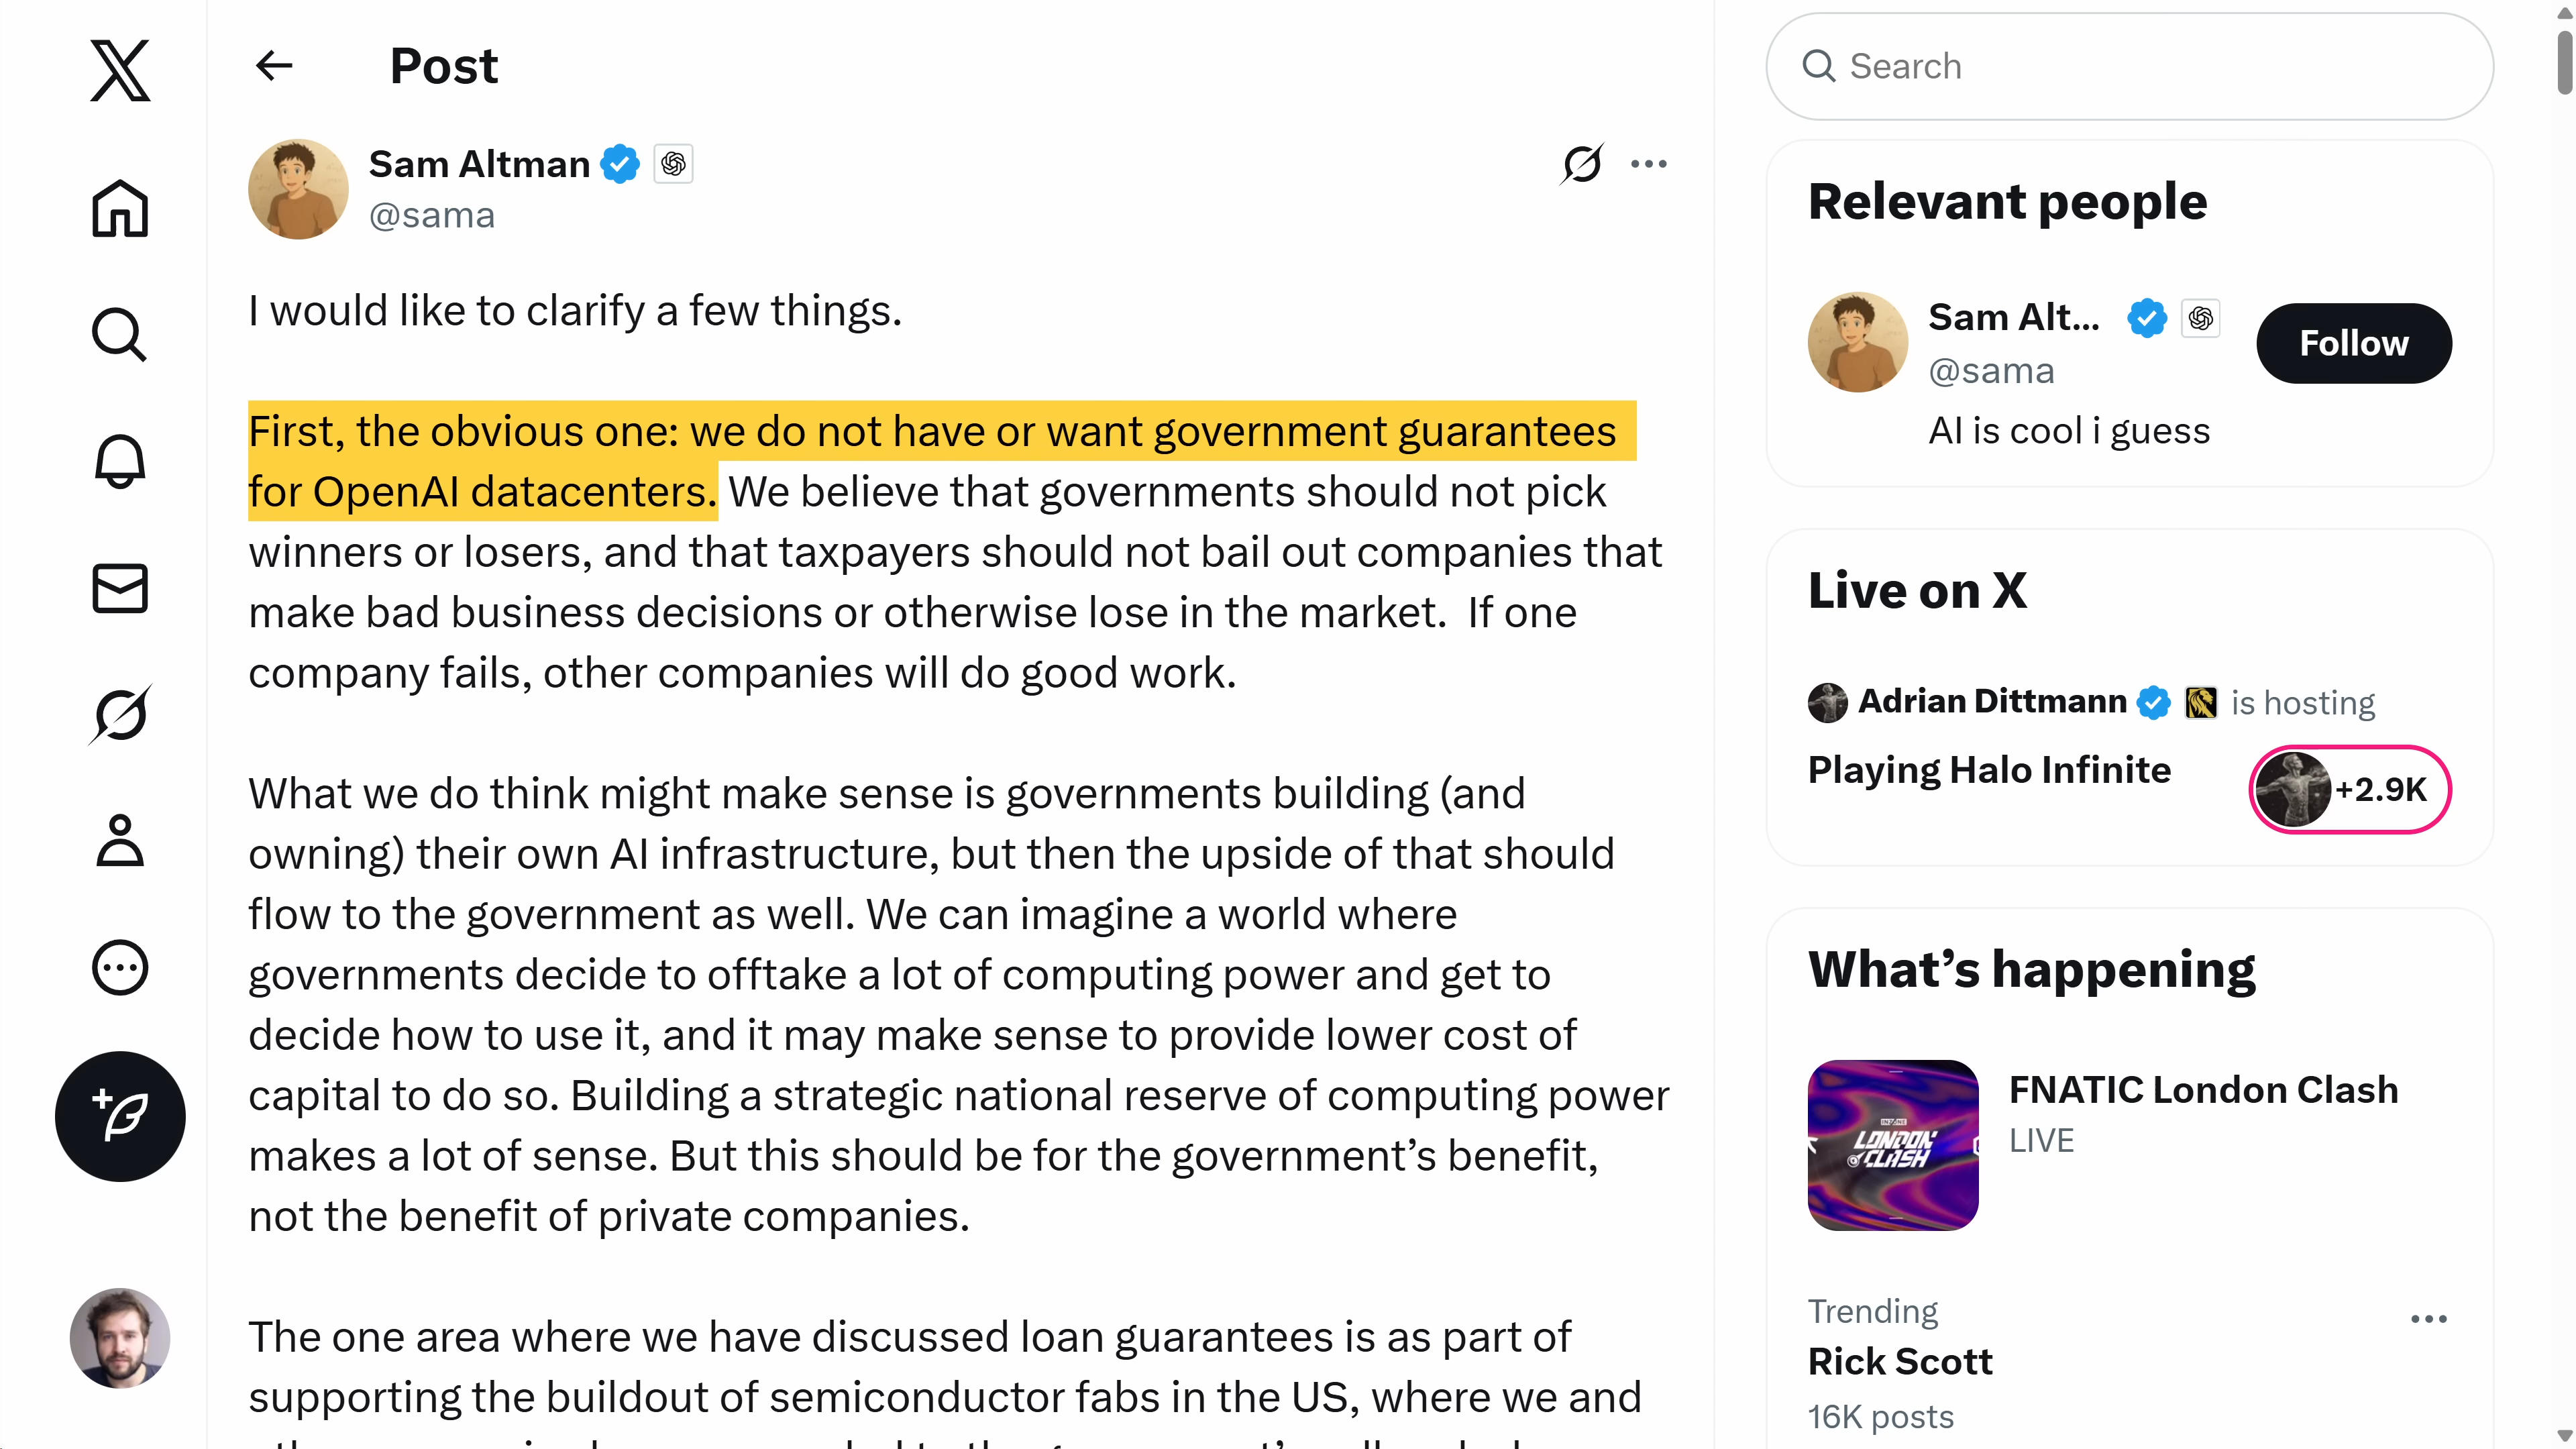 Post
Sam Altman
@sama
I would like to clarify a few things.
First, the obvious one: we do not have or want government guarantees
for OpenAI datacenters. We believe that governments should not pick
winners or losers, and that taxpayers should not bail out companies that
make bad business decisions or otherwise lose in the market.  If one
company fails, other companies will do good work.
What we do think might make sense is governments building (and
owning) their own AI infrastructure, but then the upside of that should
flow to the government as well. We can imagine a world where
governments decide to offtake a lot of computing power and get to
decide how to use it, and it may make sense to provide lower cost of
capital to do so. Building a strategic national reserve of computing power
makes a lot of sense. But this should be for the government’s benefit,
not the benefit of private companies.
The one area where we have discussed loan guarantees is as part of
supporting the buildout of semiconductor fabs in the US, where we and
Search
Relevant people
Sam Alt...
@sama
Follow
AI is cool i guess
Live on X
Adrian Dittmann is hosting
Playing Halo Infinite
+2.9K
What’s happening
LONDON
CLASH
FNATIC London Clash
LIVE
Trending
Rick Scott
16K posts